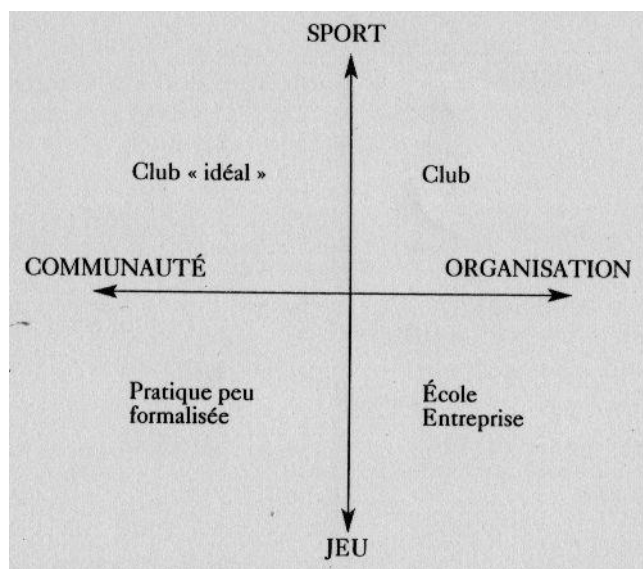 SPORT
Club « idéal »
Club
COMMUNAUTÉ
ORGANISATION
Pratique peu
formalisée
École
Entreprise
JEU